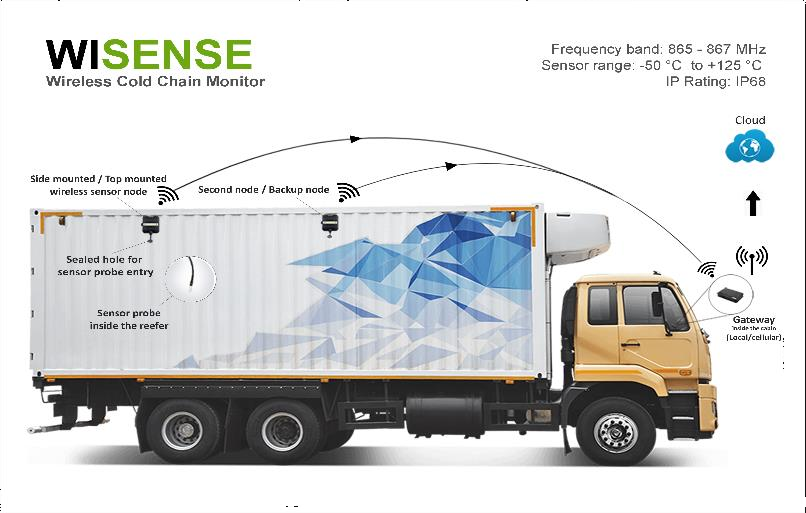 WISENSE
Wireless Cold Chain Monitor
Frequency band: 865 - 867 MHz
Sensor range: -50 °C to +125 °C
IP Rating: IP68
Cloud
Side mounted / Top mounted
wireless sensor node
Second node / Backup node
Sealed hole for
sensor probe entry
Sensor probe
inside the reefer
Gateway
inside the cabin
(Local/cellular)